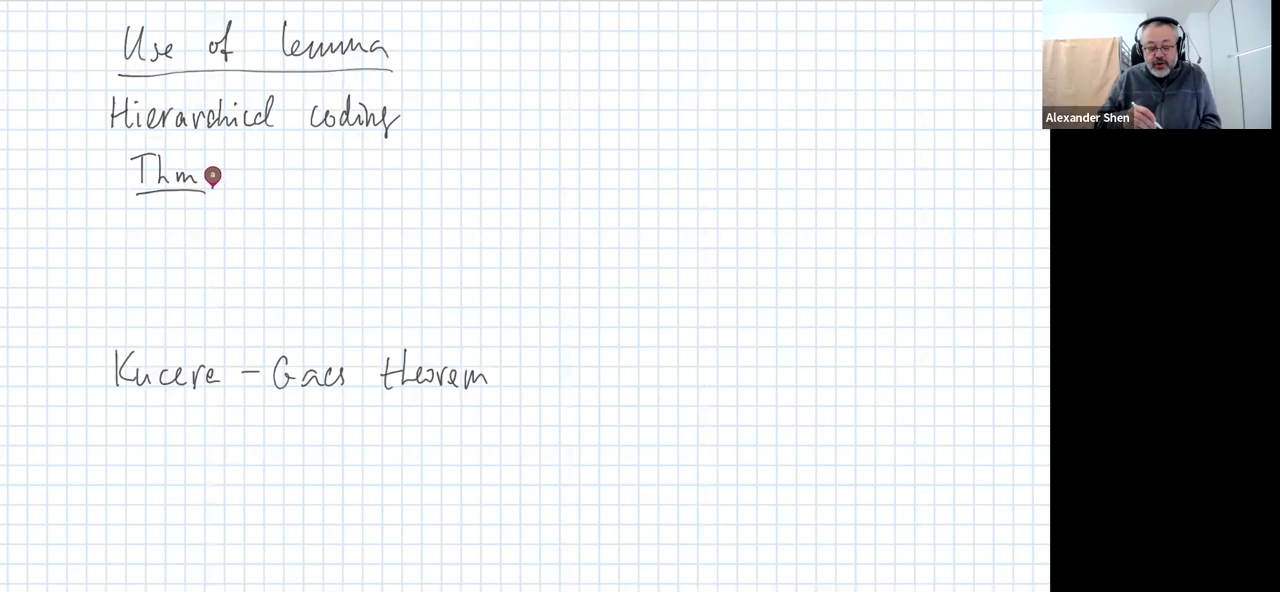 Use of lemma
Hierarchical coding
Thm
a
Kucera - Gacs theorem
Alexander Shen